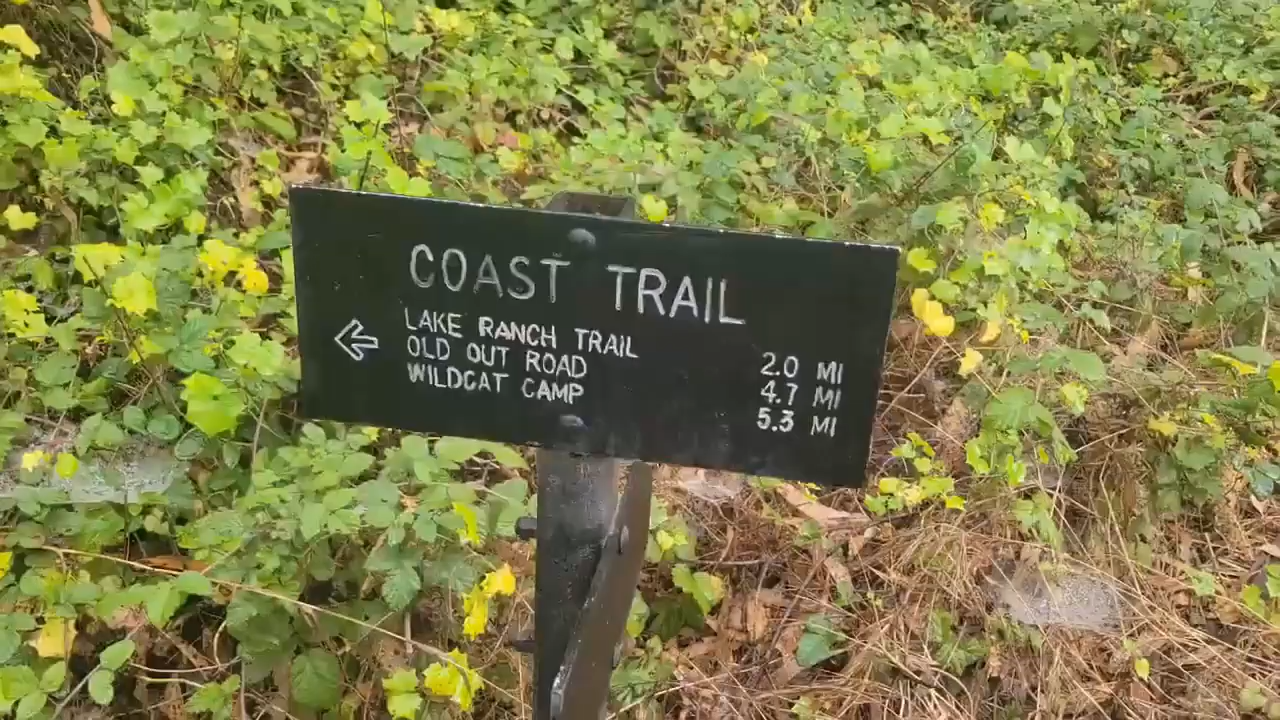 COAST TRAIL
LAKE RANCH TRAIL 2.0 MI
OLD OUT ROAD 4.7 MI
WILDCAT CAMP 5.3 MI